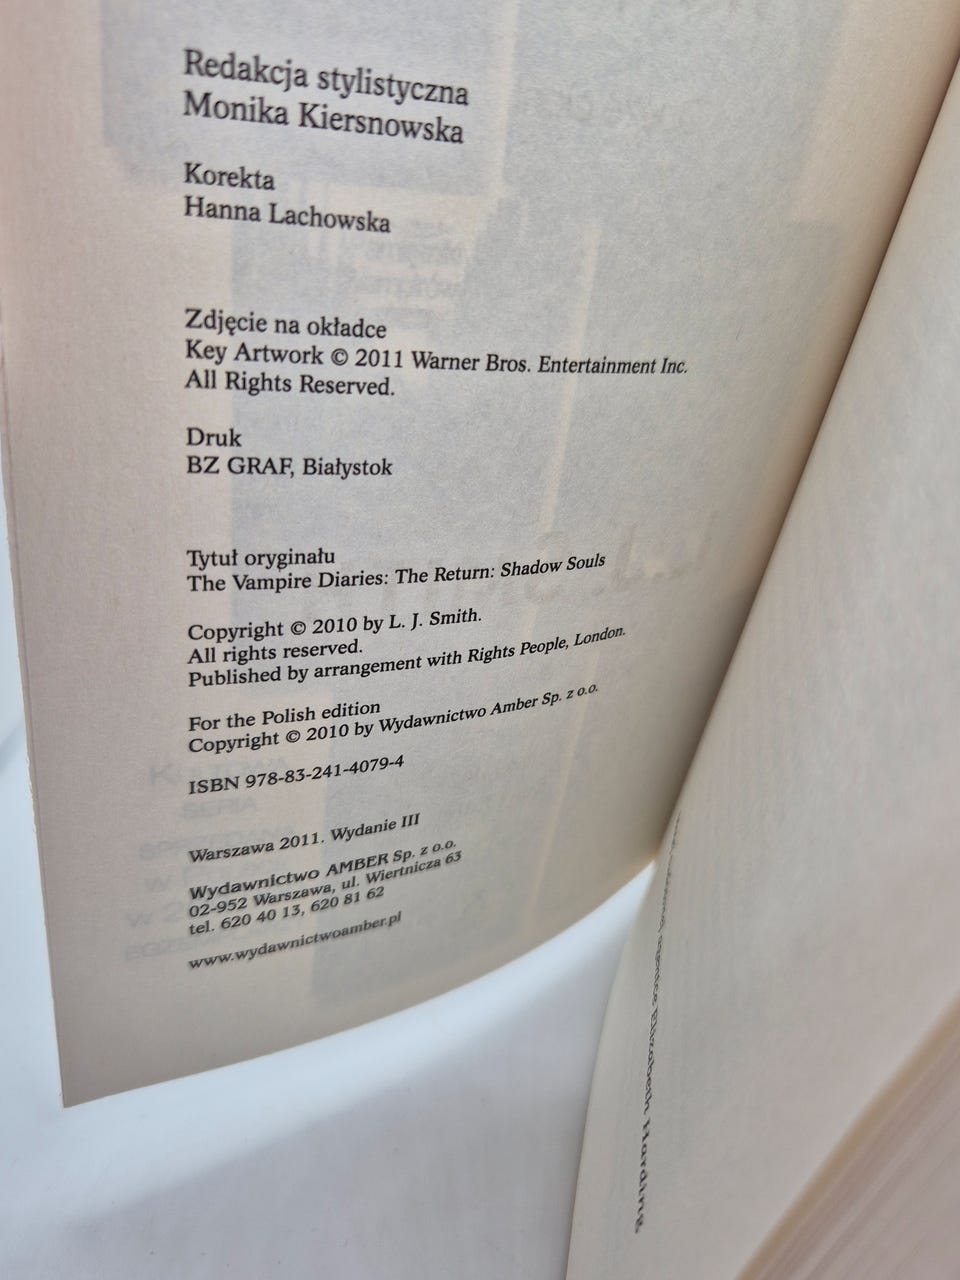 Redakcja stylistyczna
Monika Kiersnowska
Korekta
Hanna Lachowska
Zdjęcie na okładce
Key Artwork © 2011 Warner Bros. Entertainment Inc.
All Rights Reserved.
Druk
BZ GRAF, Białystok
Tytuł oryginału
The Vampire Diaries: The Return: Shadow Souls
Copyright © 2010 by L. J. Smith.
All rights reserved.
Published by arrangement with Rights People, London.
For the Polish edition
Copyright © 2010 by Wydawnictwo Amber Sp. z o.o.
ISBN 978-83-241-4079-4
Warszawa 2011. Wydanie III
Wydawnictwo AMBER Sp. z o.o.
02-952 Warszawa, ul. Wiertnicza 63
tel. 620 40 13, 620 81 62
www.wydawnictwoamber.pl
Elizabeth Harding